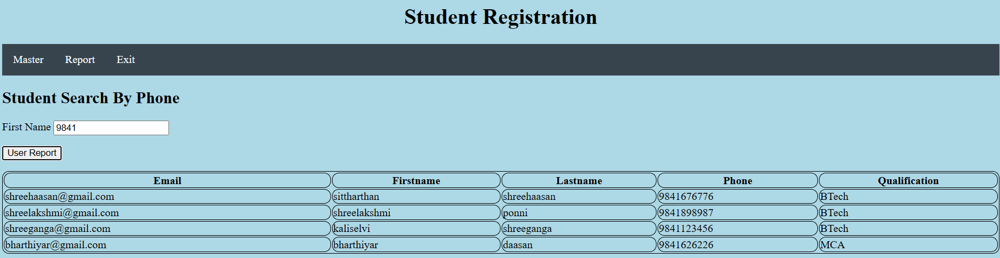 Student Registration
Master Report Exit
Student Search By Phone
First Name 9841
User Report
Email Firstname Lastname Phone Qualification
shreehaasan@gmail.com sittharthan shreehaasan 9841676776 BTech
shreelakshmi@gmail.com shreelakshmi ponni 9841898987 BTech
shreeganga@gmail.com kaliselvi shreeganga 9841123456 BTech
bharthiyar@gmail.com bharthiyar daasan 9841626226 MCA